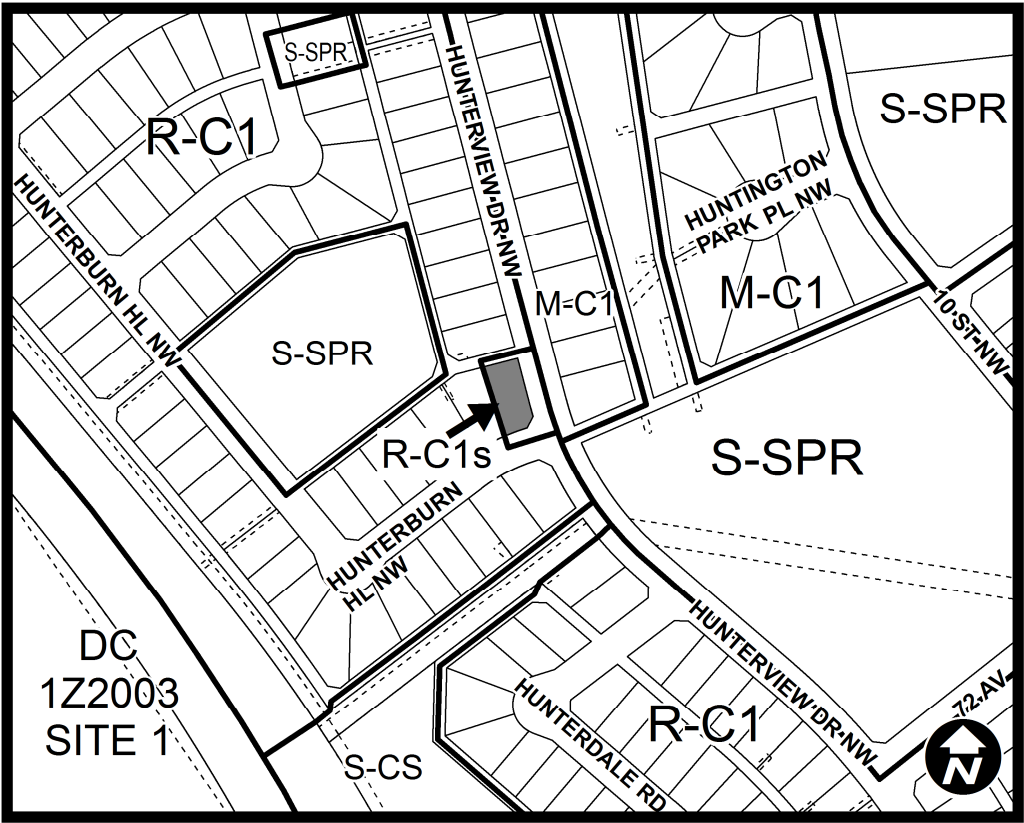 S-SPR
R-C1
S-SPR
HUNTERVIEW DR NW
HUNTINGTON
PARK PL NW
HUNTERBURN HL NW
M-C1
M-C1
10 ST NW
S-SPR
R-C1s
S-SPR
HUNTERBURN
HL NW
DC
1Z2003
SITE 1
HUNTERVIEW DR NW
72 AV
R-C1
HUNTERDALE RD
S-CS
N